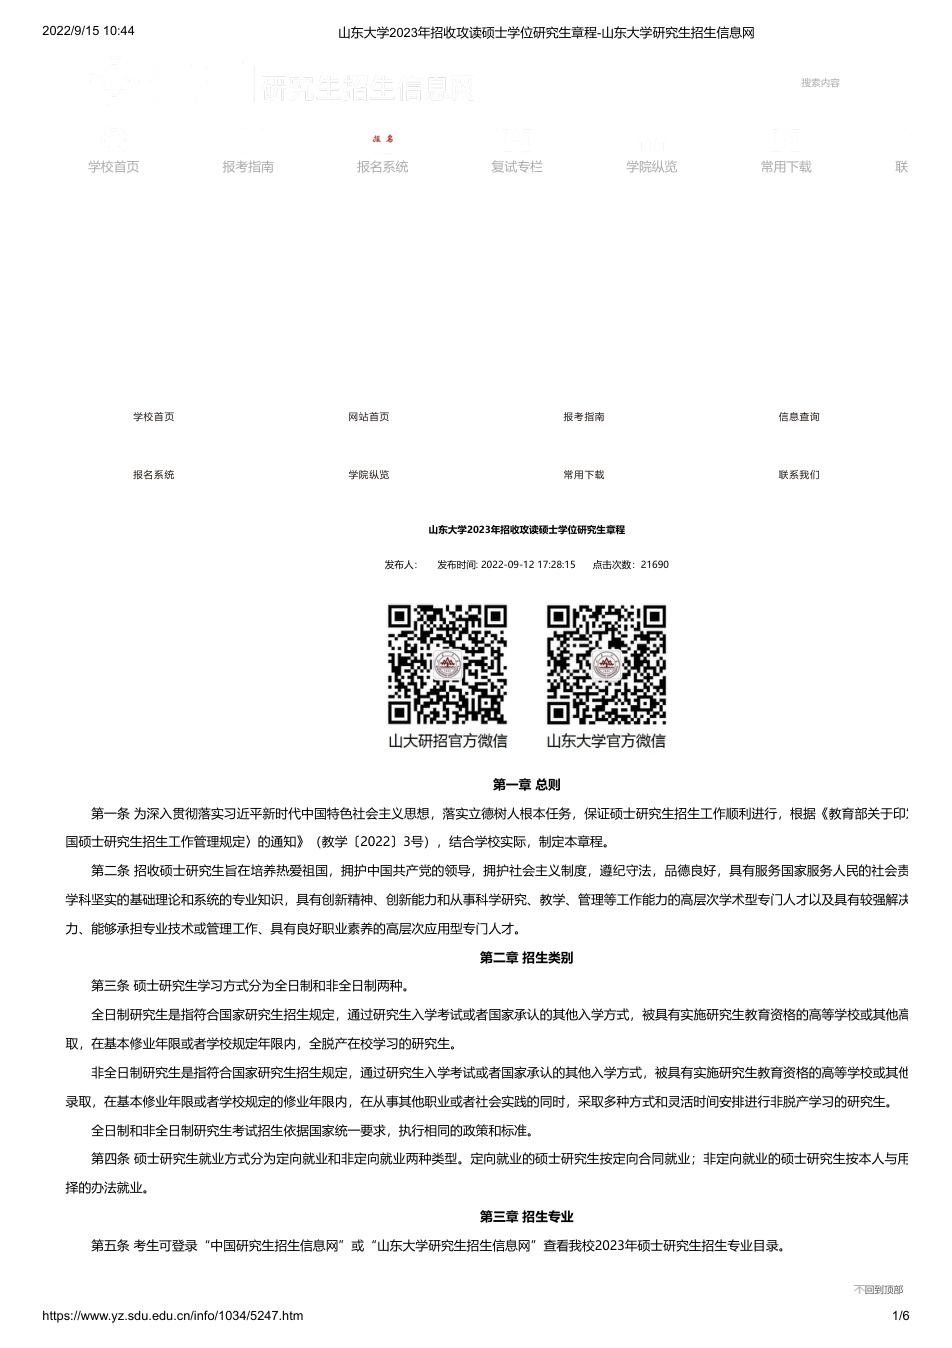 2022/9/15 10:44
山东大学2023年招收攻读硕士学位研究生章程-山东大学研究生招生信息网
研究生招生信息网
搜索内容
报 名
学校首页 报考指南 报名系统 复试专栏 学院纵览 常用下载 联
学校首页 网站首页 报考指南 信息查询
报名系统 学院纵览 常用下载 联系我们
山东大学2023年招收攻读硕士学位研究生章程
发布人： 发布时间: 2022-09-12 17:28:15 点击次数：21690
山大研招官方微信 山东大学官方微信
第一章 总则
第一条 为深入贯彻落实习近平新时代中国特色社会主义思想，落实立德树人根本任务，保证硕士研究生招生工作顺利进行，根据《教育部关于印
国硕士研究生招生工作管理规定〉的通知》（教学〔2022〕3号），结合学校实际，制定本章程。
第二条 招收硕士研究生旨在培养热爱祖国，拥护中国共产党的领导，拥护社会主义制度，遵纪守法，品德良好，具有服务国家服务人民的社会责
学科坚实的基础理论和系统的专业知识，具有创新精神、创新能力和从事科学研究、教学、管理等工作能力的高层次学术型专门人才以及具有较强解决
力、能够承担专业技术或管理工作、具有良好职业素养的高层次应用型专门人才。
第二章 招生类别
第三条 硕士研究生学习方式分为全日制和非全日制两种。
全日制研究生是指符合国家研究生招生规定，通过研究生入学考试或者国家承认的其他入学方式，被具有实施研究生教育资格的高等学校或其他高
取，在基本修业年限或者学校规定年限内，全脱产在校学习的研究生。
非全日制研究生是指符合国家研究生招生规定，通过研究生入学考试或者国家承认的其他入学方式，被具有实施研究生教育资格的高等学校或其他
录取，在基本修业年限或者学校规定的修业年限内，在从事其他职业或者社会实践的同时，采取多种方式和灵活时间安排进行非脱产学习的研究生。
全日制和非全日制研究生考试招生依据国家统一要求，执行相同的政策和标准。
第四条 硕士研究生就业方式分为定向就业和非定向就业两种类型。定向就业的硕士研究生按定向合同就业；非定向就业的硕士研究生按本人与用
择的办法就业。
第三章 招生专业
第五条 考生可登录“中国研究生招生信息网”或“山东大学研究生招生信息网”查看我校2023年硕士研究生招生专业目录。
回到顶部
https://www.yz.sdu.edu.cn/info/1034/5247.htm 1/6